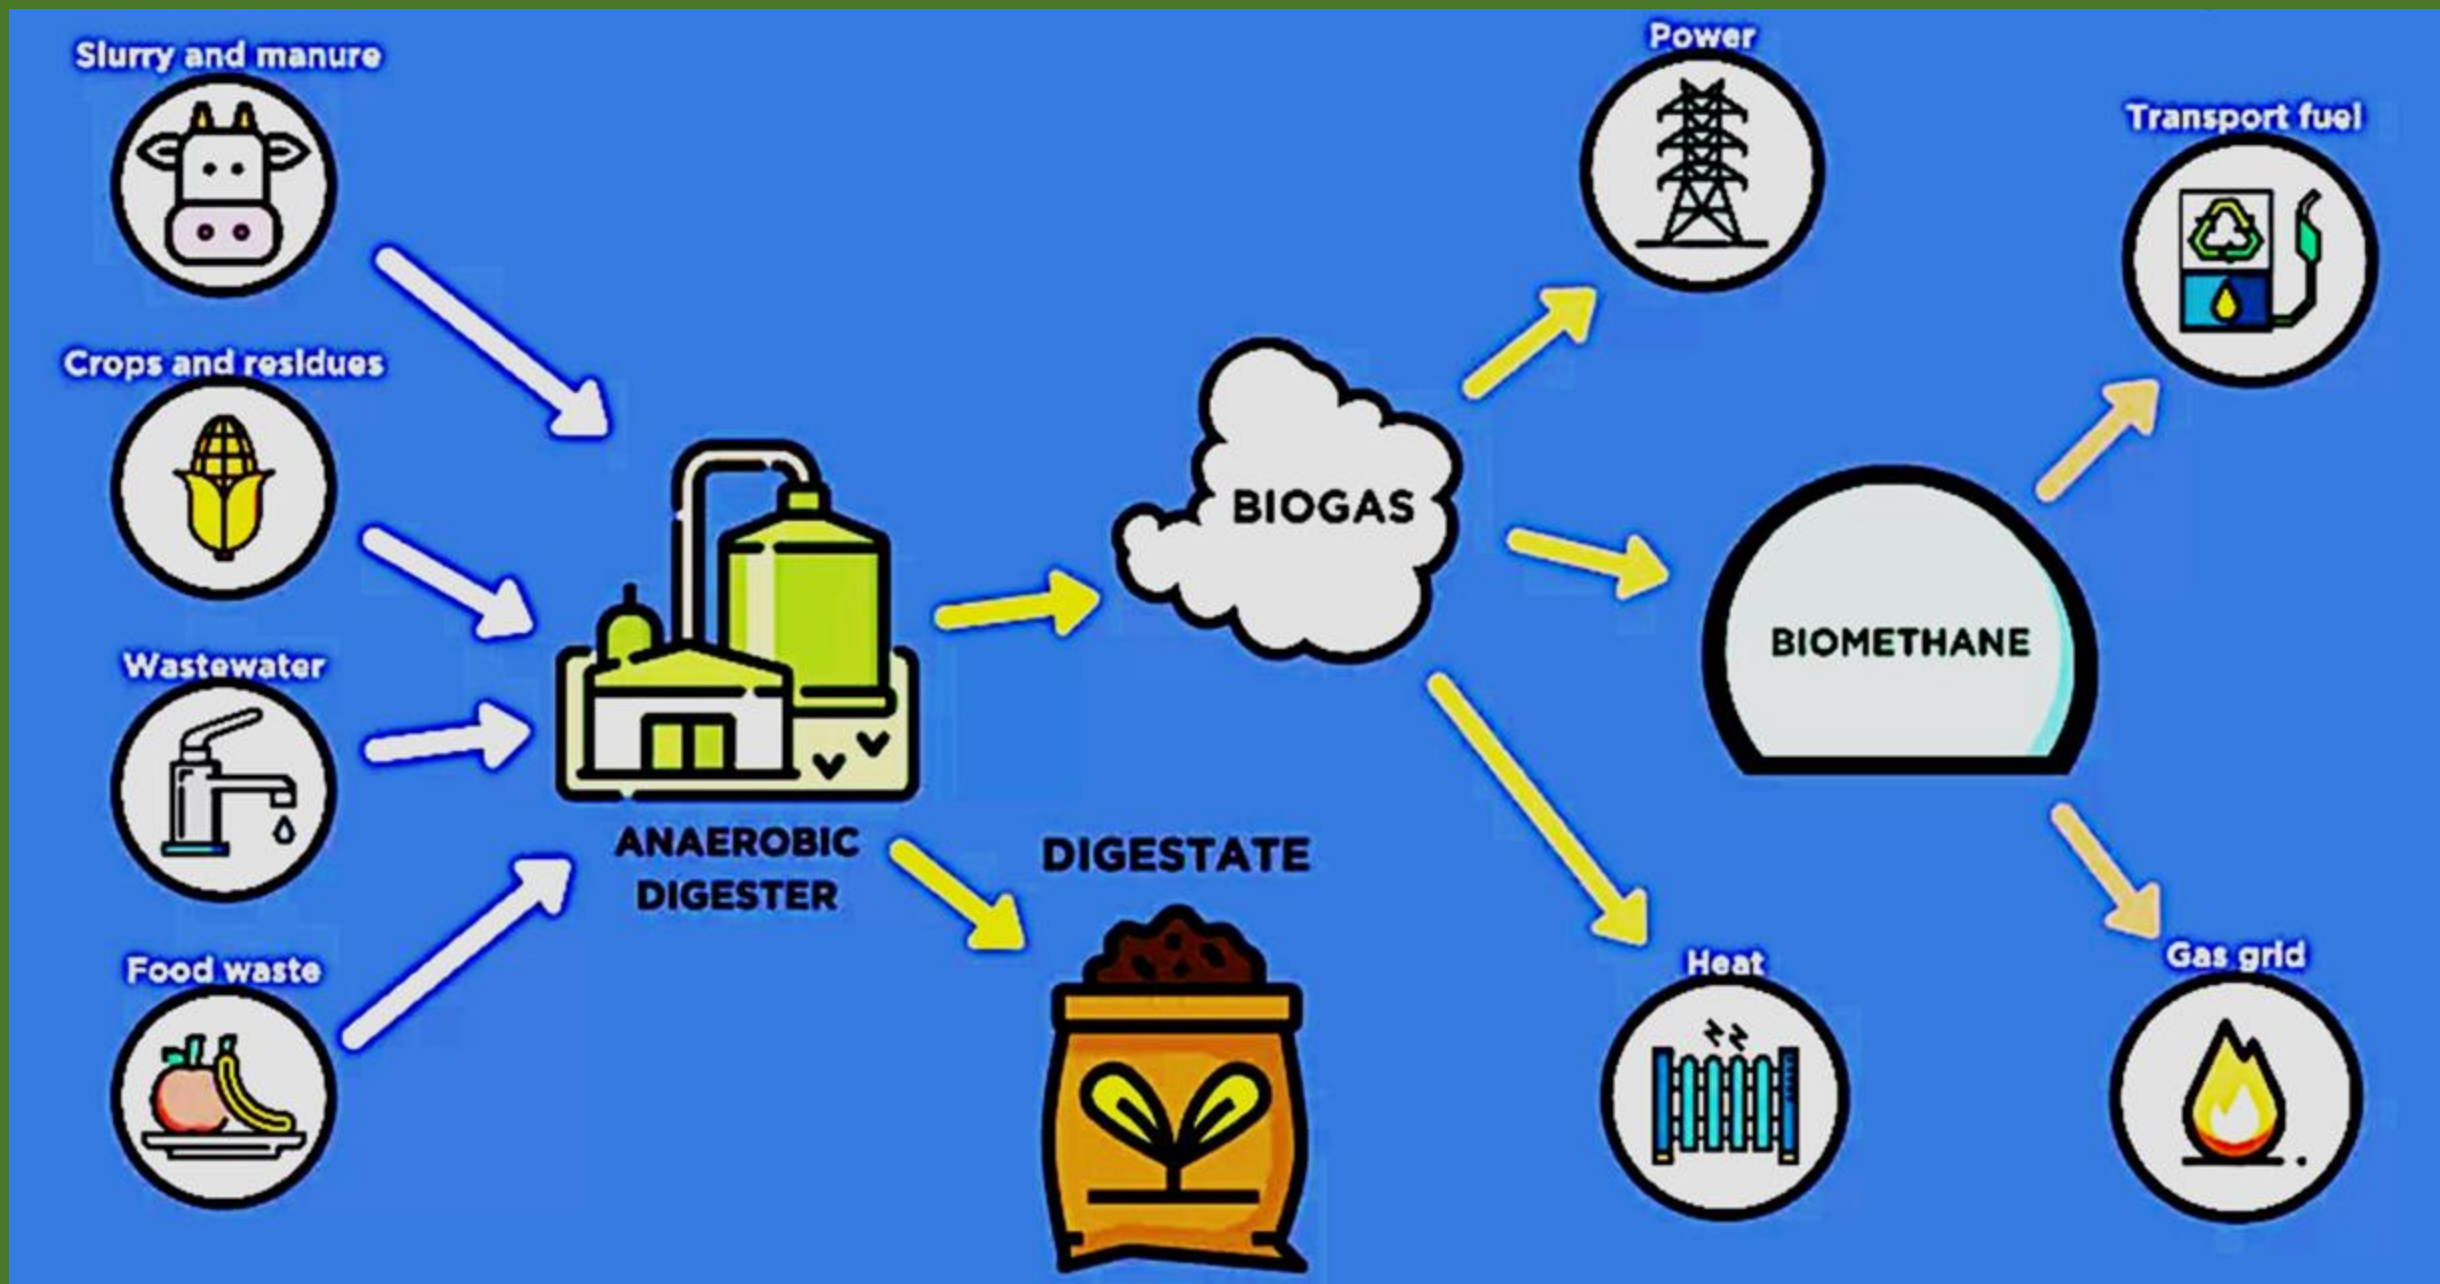 Slurry and manure
Crops and residues
Wastewater
Food waste
ANAEROBIC
DIGESTER
DIGESTATE
BIOGAS
Power
BIOMETHANE
Heat
Transport fuel
Gas grid